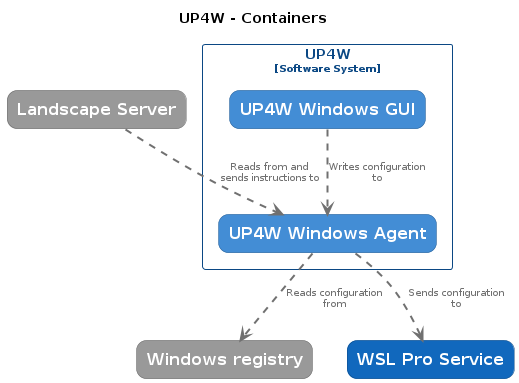 UP4W - Containers
UP4W
[Software System]
Landscape Server
UP4W Windows GUI
Reads from and
sends instructions to
Writes configuration
to
UP4W Windows Agent
Reads configuration
from
Sends configuration
to
Windows registry
WSL Pro Service